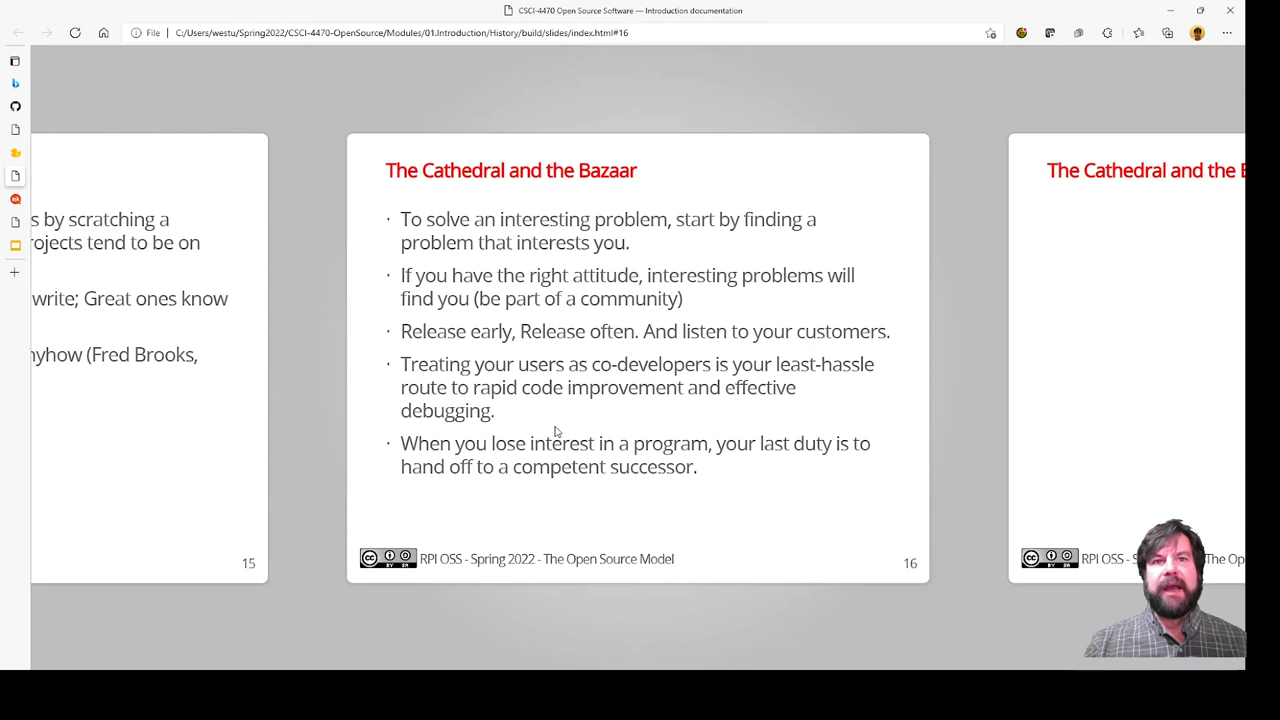 CSCI-4470 Open Source Software — Introduction documentation
File
C:/Users/westu/Spring2022/CSCI-4470-OpenSource/Modules/01.Introduction/History/build/slides/index.html#16
s by scratching a
rojects tend to be on
write; Great ones know
nyhow (Fred Brooks,
15
The Cathedral and the Bazaar
· To solve an interesting problem, start by finding a
problem that interests you.
· If you have the right attitude, interesting problems will
find you (be part of a community)
· Release early, Release often. And listen to your customers.
· Treating your users as co-developers is your least-hassle
route to rapid code improvement and effective
debugging.
· When you lose interest in a program, your last duty is to
hand off to a competent successor.
CC BY SA RPI OSS - Spring 2022 - The Open Source Model
16
The Cathedral and the B
CC BY SA RPI OSS - S The Op